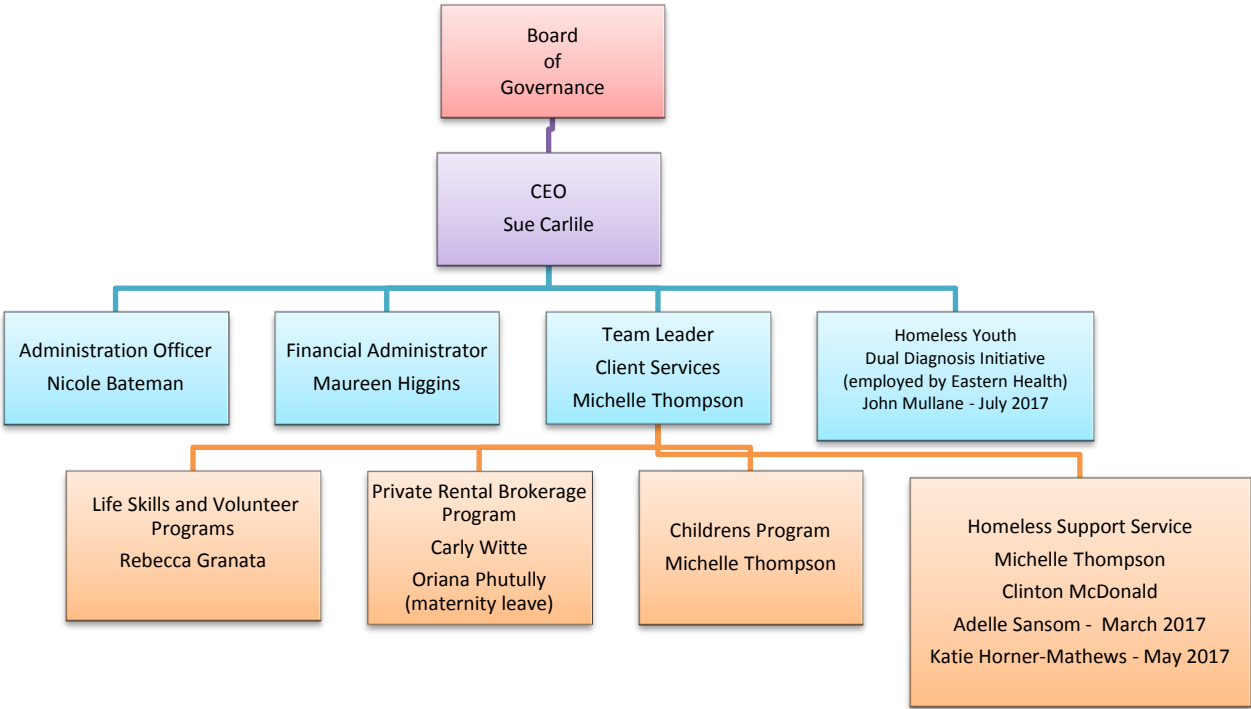 Board
of
Governance
CEO
Sue Carlile
Administration Officer
Nicole Bateman
Financial Administrator
Maureen Higgins
Team Leader
Client Services
Michelle Thompson
Homeless Youth
Dual Diagnosis Initiative
(employed by Eastern Health)
John Mullane - July 2017
Life Skills and Volunteer
Programs
Rebecca Granata
Private Rental Brokerage
Program
Carly Witte
Oriana Phutully
(maternity leave)
Childrens Program
Michelle Thompson
Homeless Support Service
Michelle Thompson
Clinton McDonald
Adelle Sansom -  March 2017
Katie Horner-Mathews - May 2017